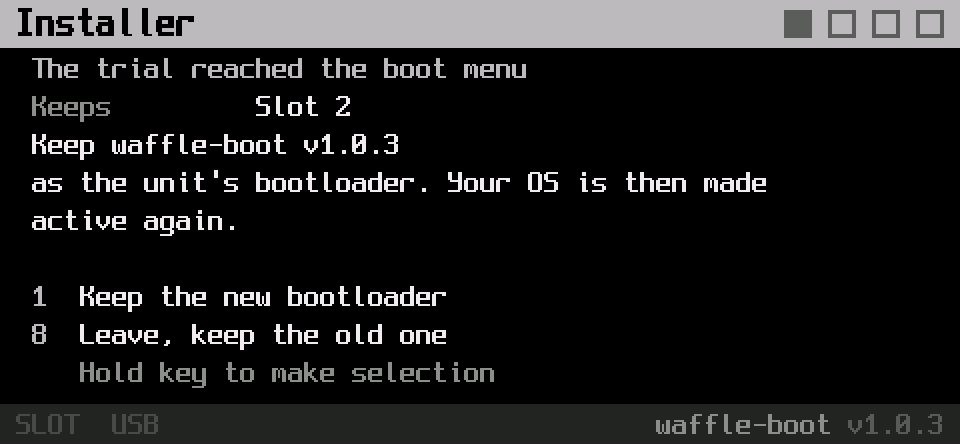 Installer
The trial reached the boot menu
Keeps Slot 2
Keep waffle-boot v1.0.3
as the unit's bootloader. Your OS is then made
active again.
1 Keep the new bootloader
8 Leave, keep the old one
Hold key to make selection
SLOT USB waffle-boot v1.0.3